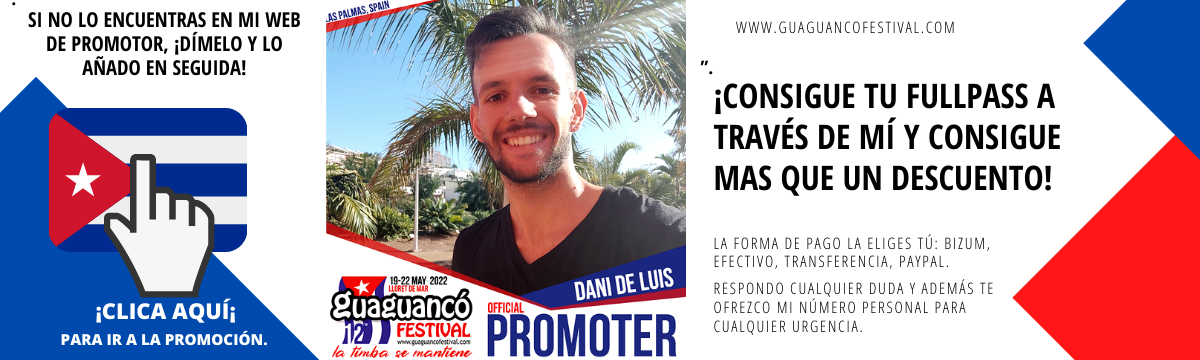 SI NO LO ENCUENTRAS EN MI WEB
DE PROMOTOR, ¡DÍMELO Y LO
AÑADO EN SEGUIDA!
¡CLICA AQUÍ¡
PARA IR A LA PROMOCIÓN.
LAS PALMAS, SPAIN
DANI DE LUIS
19-22 MAY 2022
LLORET DE MAR
guaguancó
12
FESTIVAL
www.guaguancofestival.com
la timba se mantiene
OFFICIAL
PROMOTER
WWW.GUAGUANCOFESTIVAL.COM
”.
¡CONSIGUE TU FULLPASS A
TRAVÉS DE MÍ Y CONSIGUE
MAS QUE UN DESCUENTO!
LA FORMA DE PAGO LA ELIGES TÚ: BIZUM,
EFECTIVO, TRANSFERENCIA, PAYPAL.
RESPONDO CUALQUIER DUDA Y ADEMÁS TE
OFREZCO MI NÚMERO PERSONAL PARA
CUALQUIER URGENCIA.